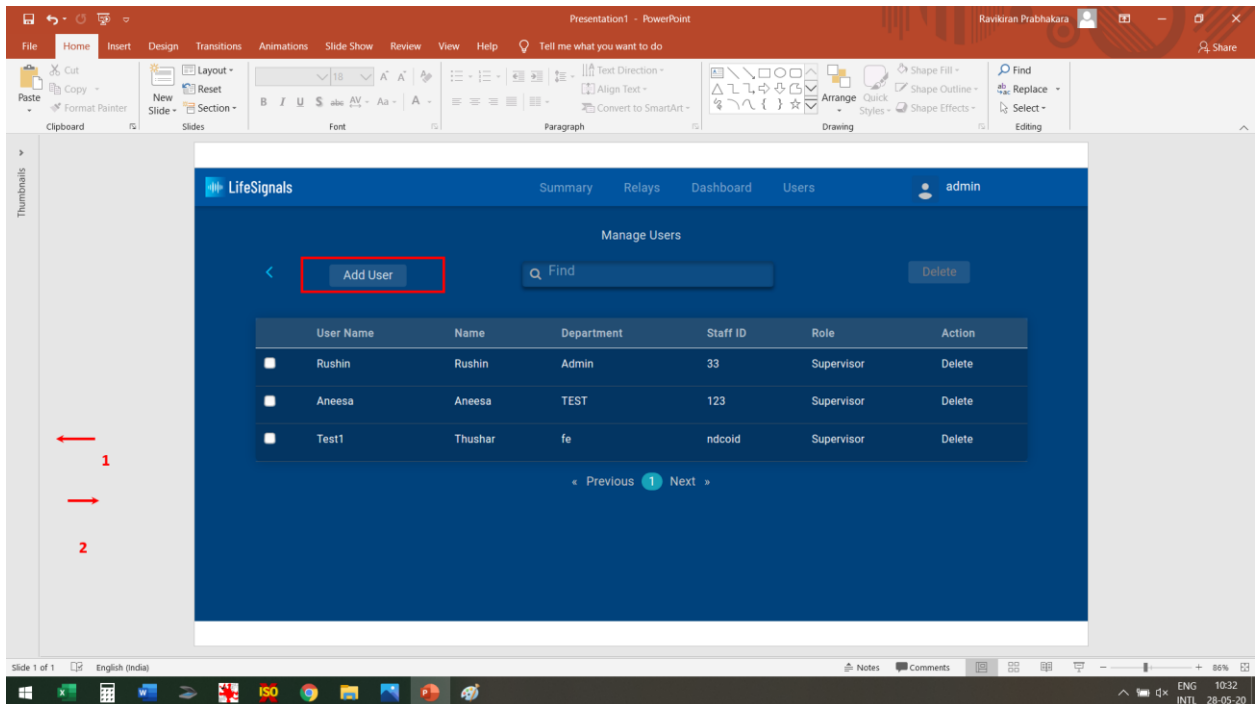 Presentation1 - PowerPoint
Ravikiran Prabhakara
File Home Insert Design Transitions Animations Slide Show Review View Help Tell me what you want to do
Share
Paste
Cut
Copy
Format Painter
Clipboard
New Slide
Layout
Reset
Section
Slides
18
B I U S abc AV Aa A
Font
Text Direction
Align Text
Convert to SmartArt
Paragraph
Arrange
Quick Styles
Shape Fill
Shape Outline
Shape Effects
Drawing
Find
Replace
Select
Editing
Thumbnails
LifeSignals Summary Relays Dashboard Users admin
Manage Users
Add User Find Delete
User Name Name Department Staff ID Role Action
Rushin Rushin Admin 33 Supervisor Delete
Aneesa Aneesa TEST 123 Supervisor Delete
Test1 Thushar fe ndcoid Supervisor Delete
1
« Previous 1 Next »
2
Slide 1 of 1 English (India) Notes Comments 86%
ISO
ENG 10:32
INTL 28-05-20